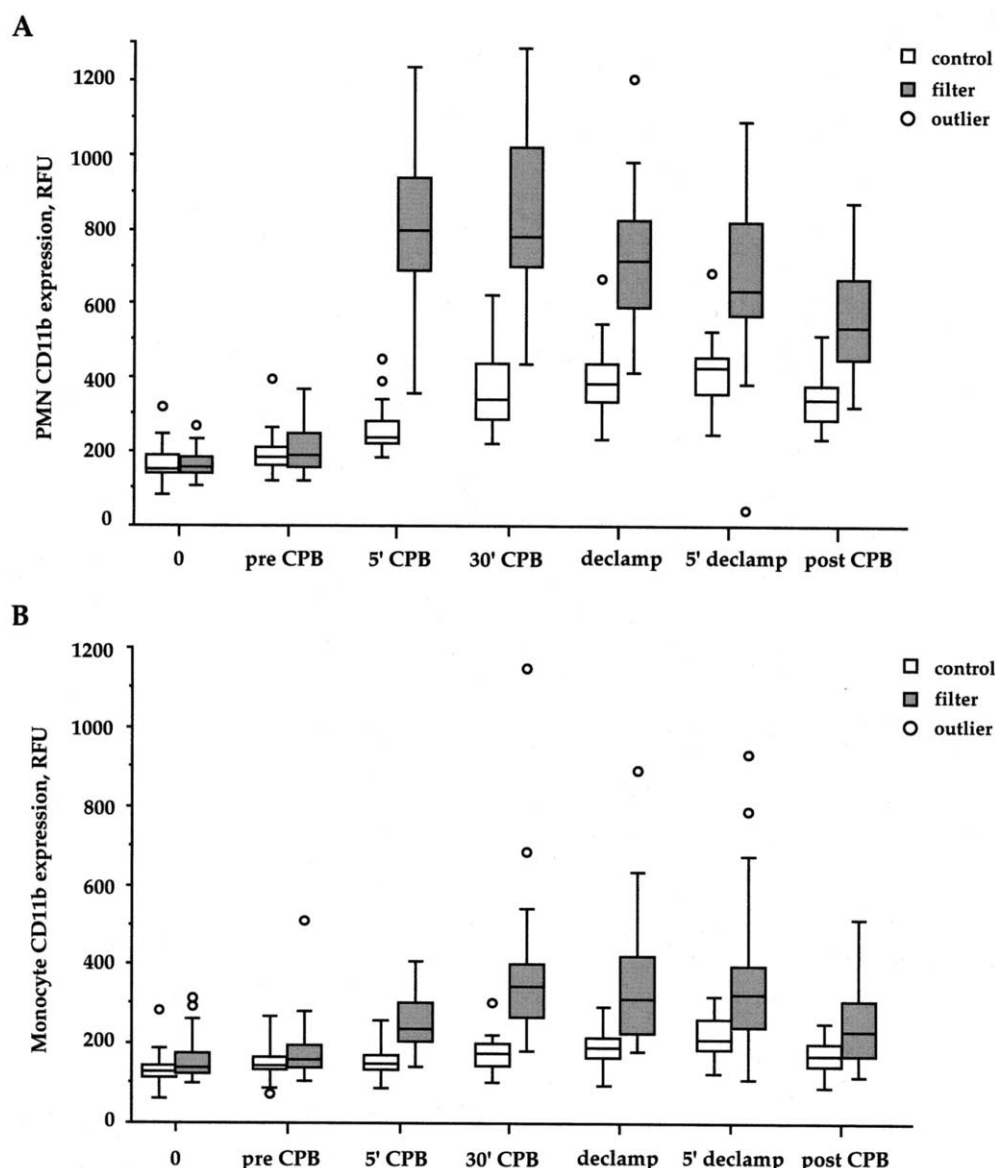 A
PMN CD11b expression, RFU
1200
1000
800
600
400
200
0
control
filter
outlier
0 pre CPB 5' CPB 30' CPB declamp 5' declamp post CPB
B
Monocyte CD11b expression, RFU
1200
1000
800
600
400
200
0
control
filter
outlier
0 pre CPB 5' CPB 30' CPB declamp 5' declamp post CPB